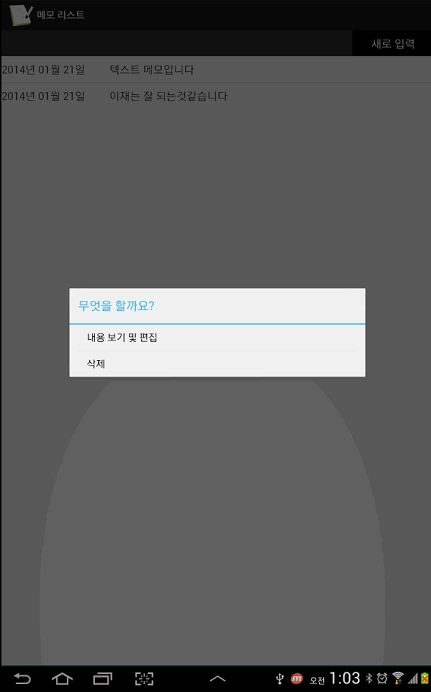 메모 리스트
새로 입력
2014년 01월 21일 텍스트 메모입니다
2014년 01월 21일 이재는 잘 되는것같습니다
무엇을 할까요?
내용 보기 및 편집
삭제
오전 1:03